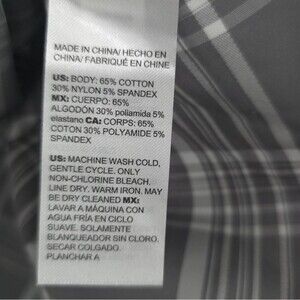 MADE IN CHINA/ HECHO EN
CHINA/ FABRIQUÉ EN CHINE
US: BODY: 65% COTTON
30% NYLON 5% SPANDEX
MX: CUERPO: 65%
ALGODÓN 30% poliamida 5%
elastano CA: CORPS: 65%
COTON 30% POLYAMIDE 5%
SPANDEX
US: MACHINE WASH COLD,
GENTLE CYCLE. ONLY
NON-CHLORINE BLEACH.
LINE DRY. WARM IRON. MAY
BE DRY CLEANED MX:
LAVAR A MÁQUINA CON
AGUA FRÍA EN CICLO
SUAVE. SOLAMENTE
BLANQUEADOR SIN CLORO.
SECAR COLGADO.
PLANCHAR A